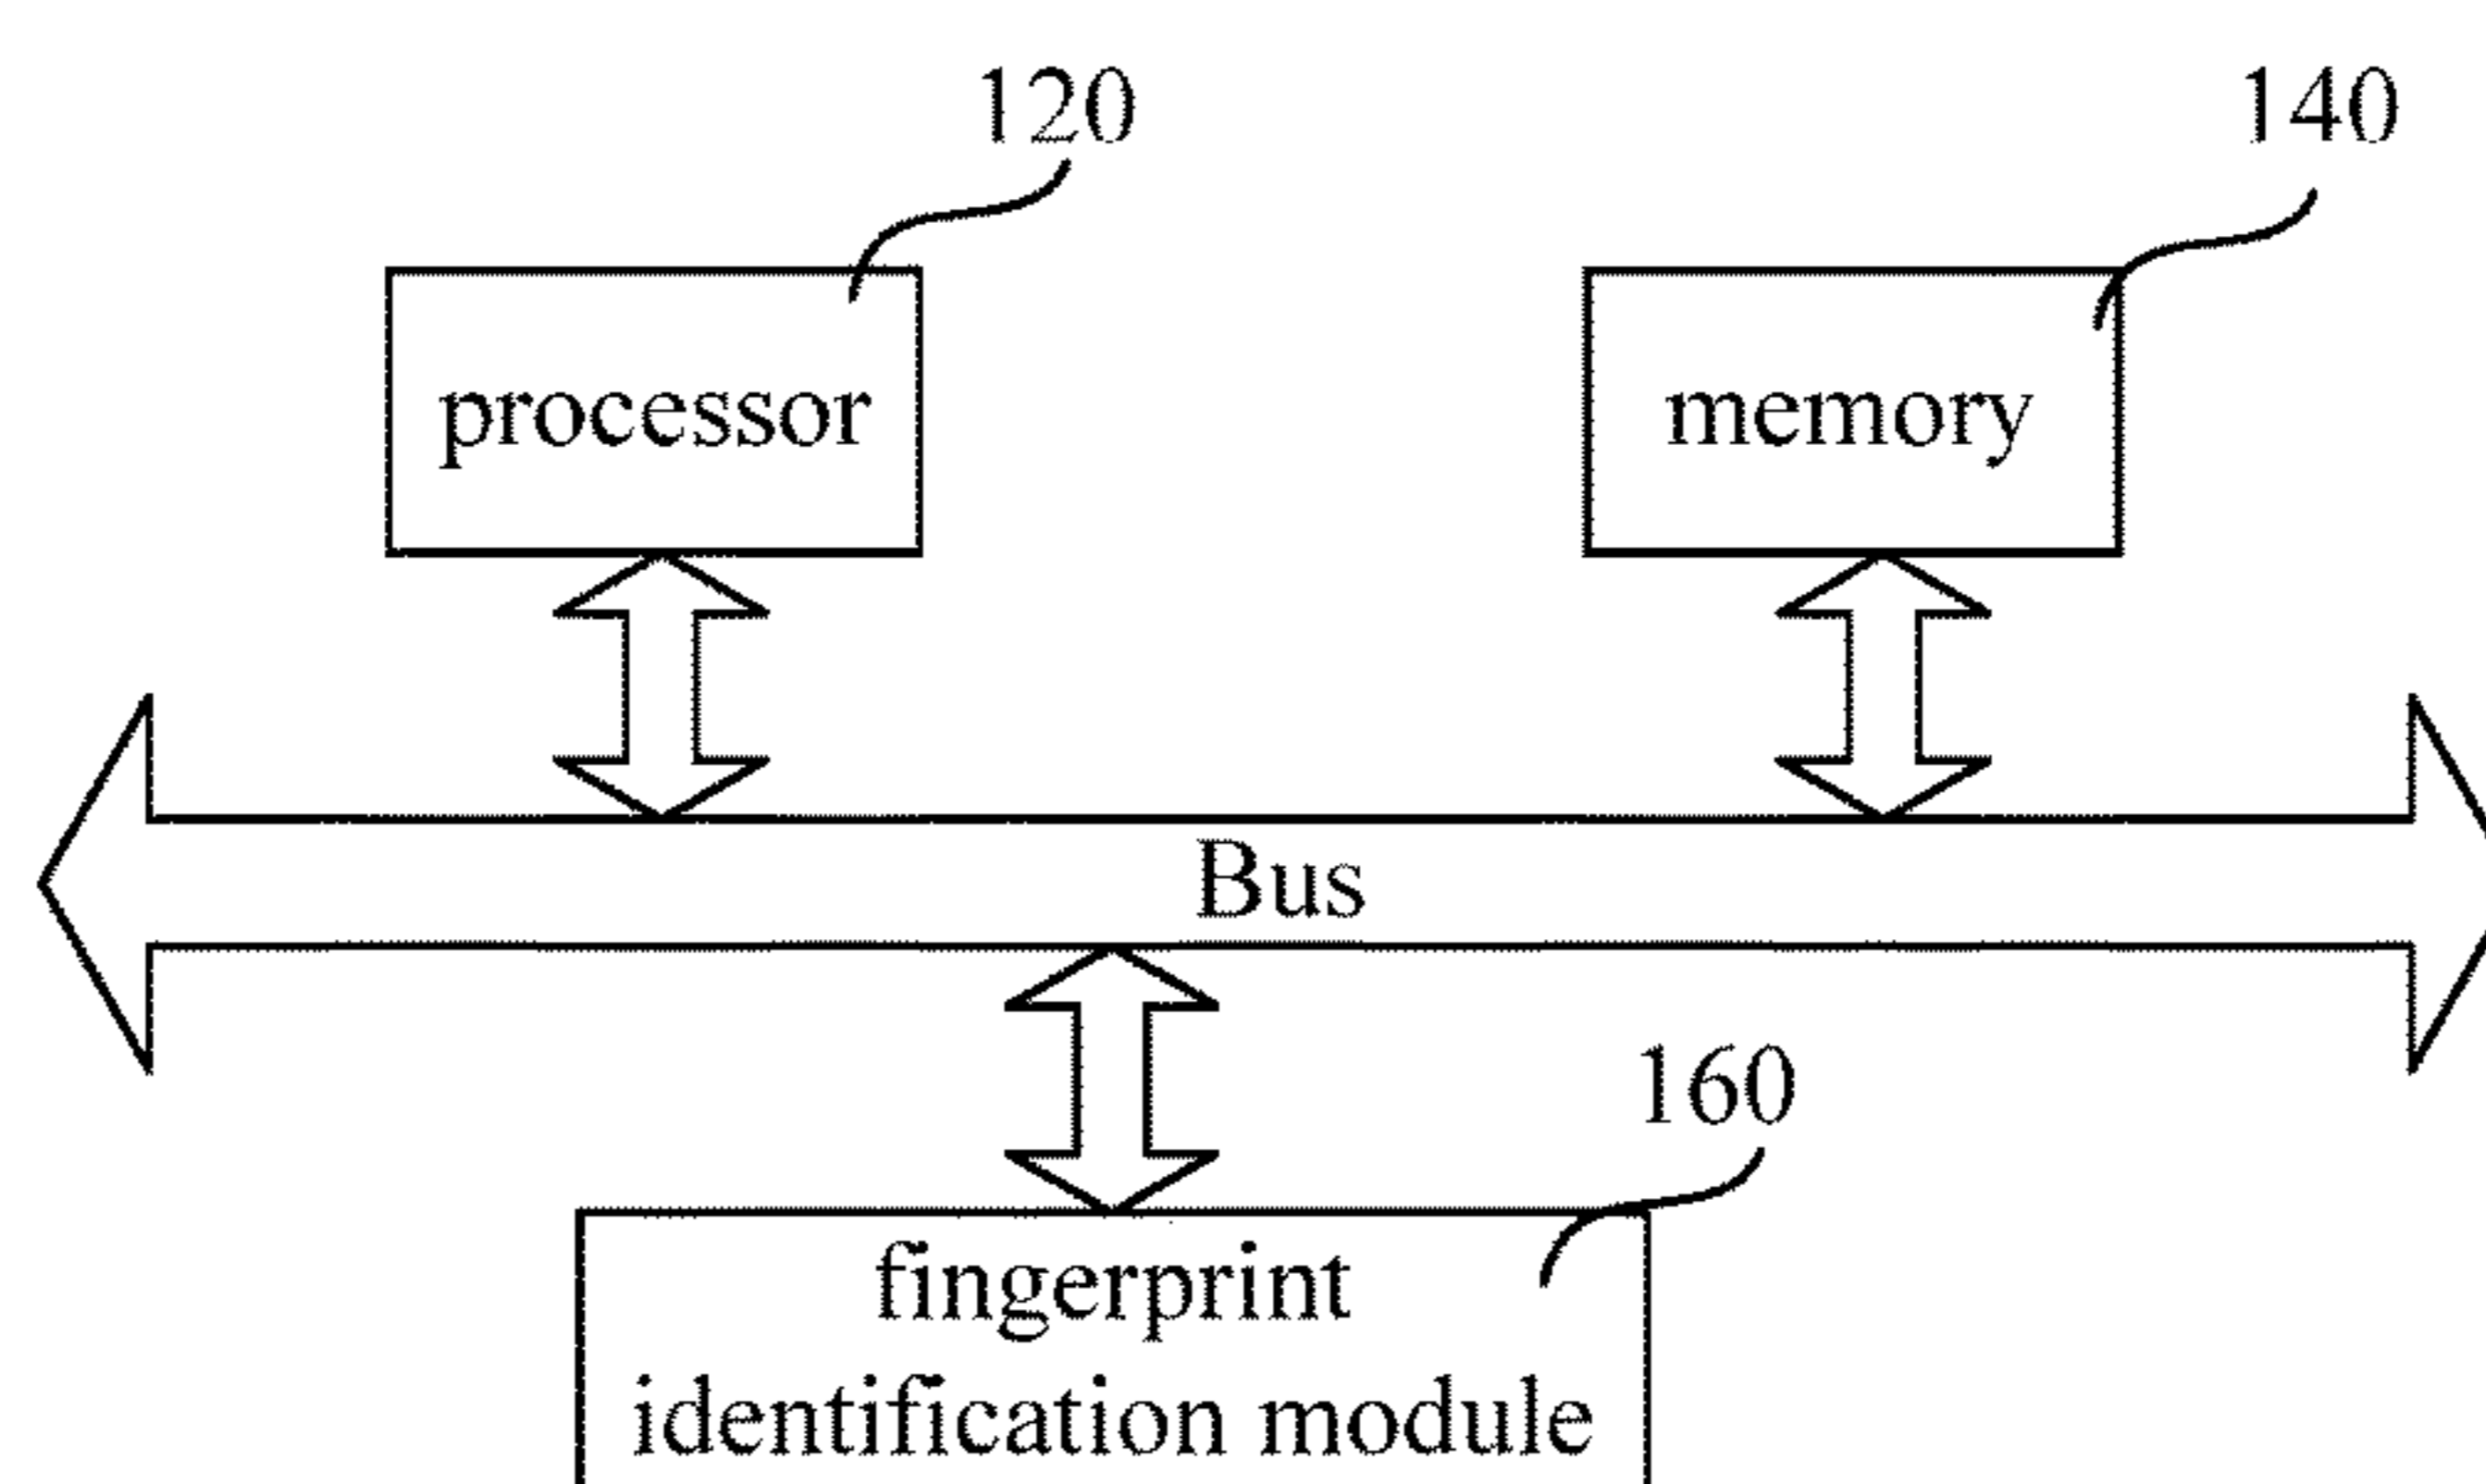 120
140
processor
memory
Bus
160
fingerprint
identification module